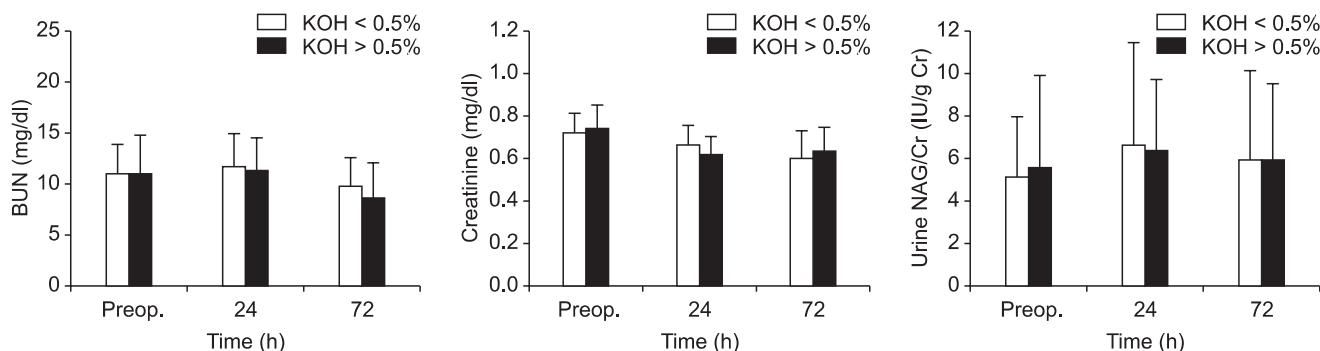 KOH < 0.5%
KOH > 0.5%
25
20
15
10
5
0
BUN (mg/dl)
Preop.
24
72
Time (h)
KOH < 0.5%
KOH > 0.5%
1.2
1.0
0.8
0.6
0.4
0.2
0.0
Creatinine (mg/dl)
Preop.
24
72
Time (h)
KOH < 0.5%
KOH > 0.5%
12
10
8
6
4
2
0
Urine NAG/Cr (IU/g Cr)
Preop.
24
72
Time (h)